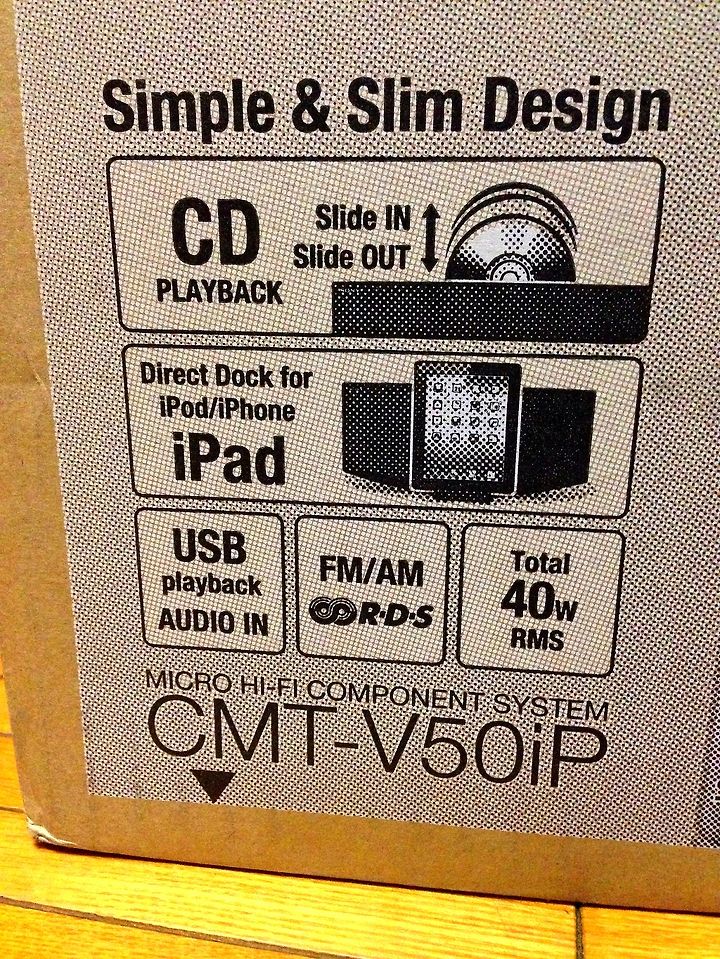 Simple & Slim Design
CD
PLAYBACK
Slide IN
Slide OUT
Direct Dock for
iPod/iPhone
iPad
USB
playback
AUDIO IN
FM/AM
R·D·S
Total
40W
RMS
MICRO HI-FI COMPONENT SYSTEM
CMT-V50iP